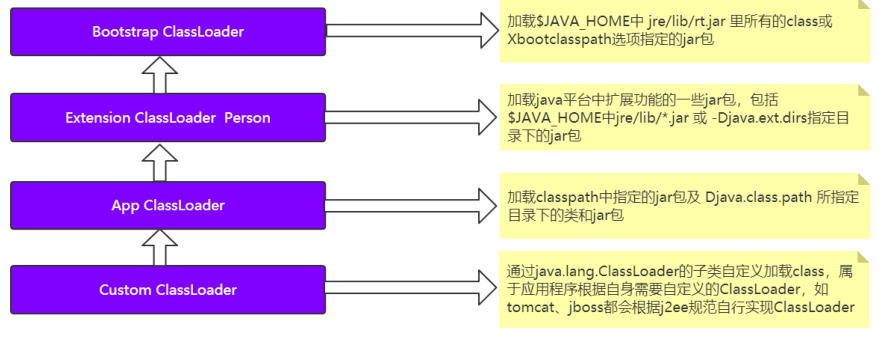 Bootstrap ClassLoader
加载$JAVA_HOME中 jre/lib/rt.jar 里所有的class或
Xbootclasspath选项指定的jar包
Extension ClassLoader  Person
加载java平台中扩展功能的一些jar包，包括
$JAVA_HOME中jre/lib/*.jar 或 -Djava.ext.dirs指定目
录下的jar包
App ClassLoader
加载classpath中指定的jar包及 Djava.class.path 所指定
目录下的类和jar包
Custom ClassLoader
通过java.lang.ClassLoader的子类自定义加载class，属
于应用程序根据自身需要自定义的ClassLoader，如
tomcat、jboss都会根据j2ee规范自行实现ClassLoader